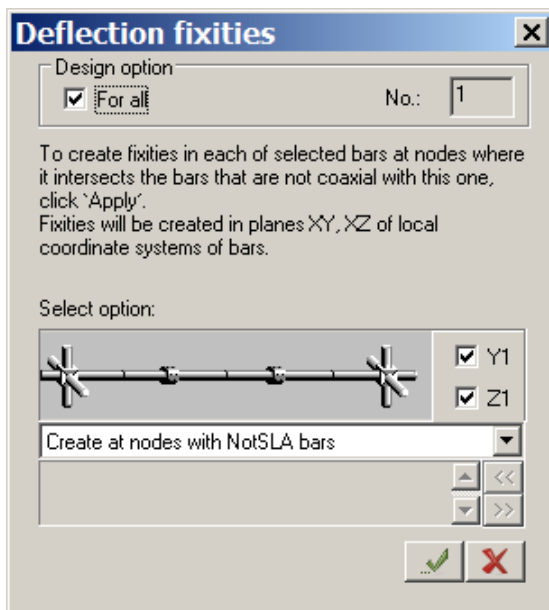 Deflection fixities
Design option
For all
No.: 1
To create fixities in each of selected bars at nodes where
it intersects the bars that are not coaxial with this one,
click `Apply'.
Fixities will be created in planes XY, XZ of local
coordinate systems of bars.
Select option:
Y1
Z1
Create at nodes with NotSLA bars
<<
>>